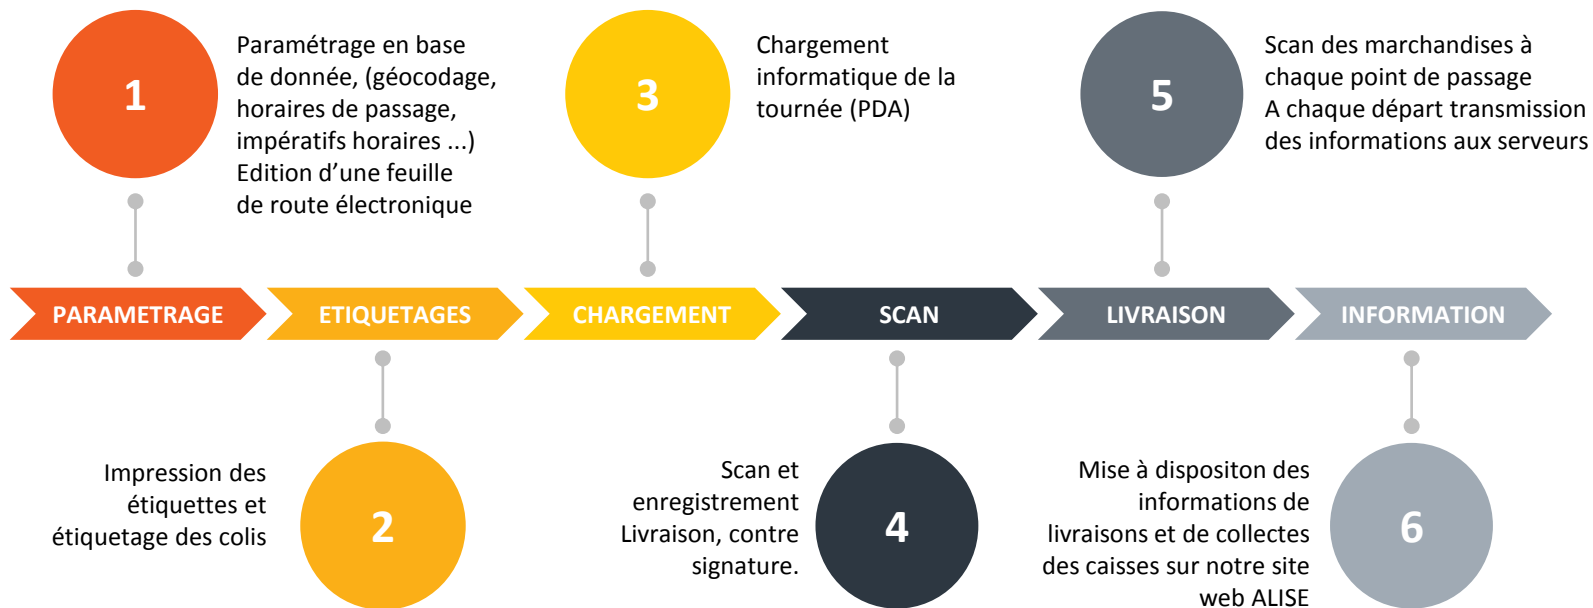 1
Paramétrage en base
de donnée, (géocodage,
horaires de passage,
impératifs horaires ...)
Edition d’une feuille
de route électronique
3
Chargement
informatique de la
tournée (PDA)
5
Scan des marchandises à
chaque point de passage
A chaque départ transmission
des informations aux serveurs
PARAMETRAGE
ETIQUETAGES
CHARGEMENT
SCAN
LIVRAISON
INFORMATION
Impression des
étiquettes et
étiquetage des colis
2
Scan et
enregistrement
Livraison, contre
signature.
4
Mise à dispositon des
informations de
livraisons et de collectes
des caisses sur notre site
web ALISE
6